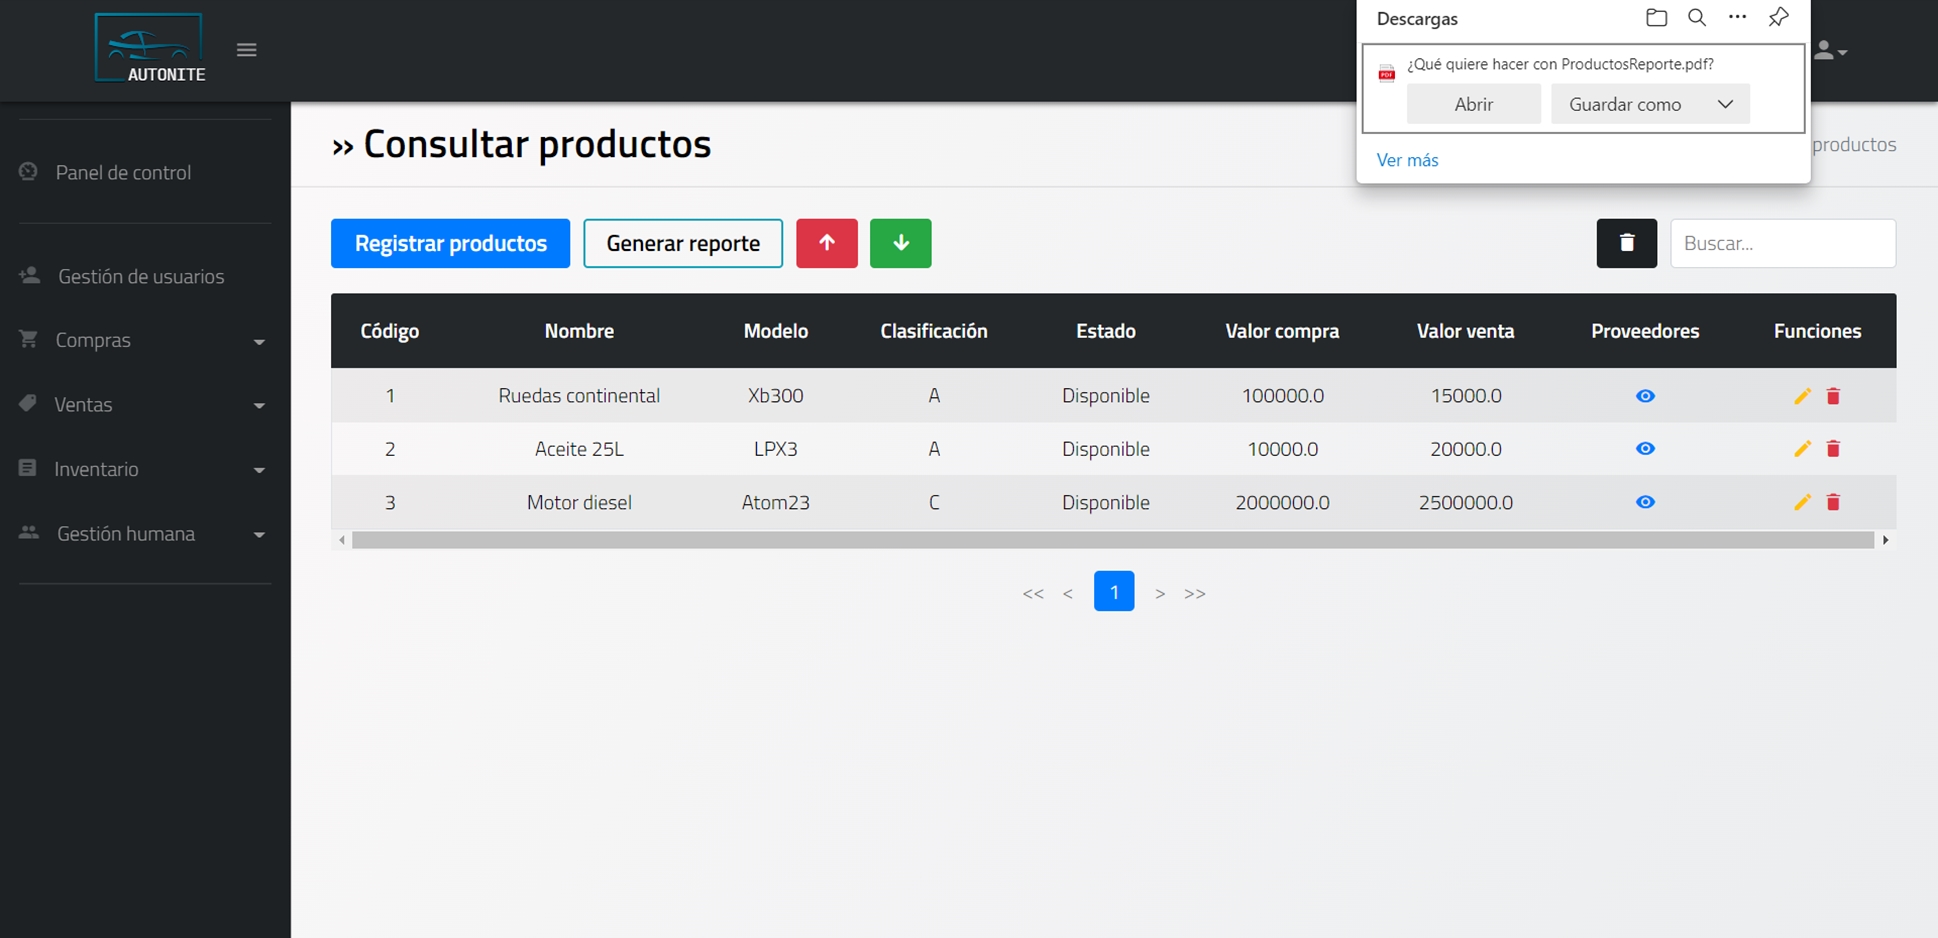 AUTONITE
Descargas
¿Qué quiere hacer con ProductosReporte.pdf?
PDF
Abrir
Guardar como
Ver más
Panel de control
Gestión de usuarios
Compras
Ventas
Inventario
Gestión humana
» Consultar productos
productos
Registrar productos
Generar reporte
Buscar...
Código Nombre Modelo Clasificación Estado Valor compra Valor venta Proveedores Funciones
1 Ruedas continental Xb300 A Disponible 100000.0 15000.0
2 Aceite 25L LPX3 A Disponible 10000.0 20000.0
3 Motor diesel Atom23 C Disponible 2000000.0 2500000.0
<< < 1 > >>